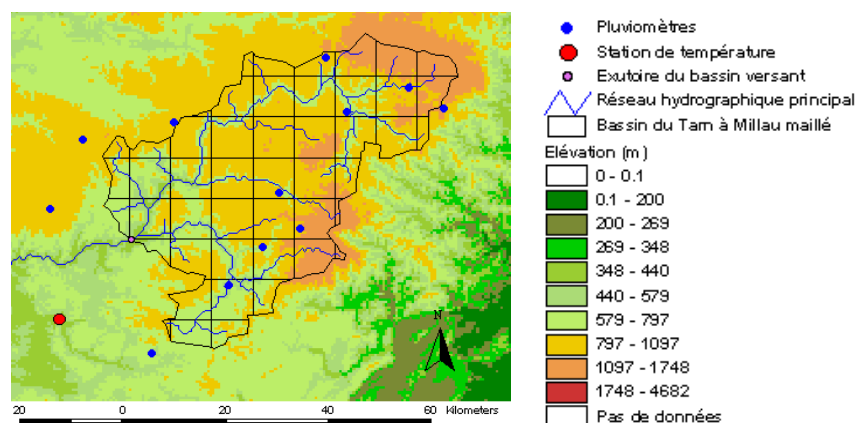 Pluviomètres
Station de température
Exutoire du bassin versant
Réseau hydrographique principal
Bassin du Tarn à Millau maillé
Elévation (m)
0 - 0.1
0.1 - 200
200 - 269
269 - 348
348 - 440
440 - 579
579 - 797
797 - 1097
1097 - 1748
1748 - 4682
Pas de données
N
20 0 20 40 60 Kilometers